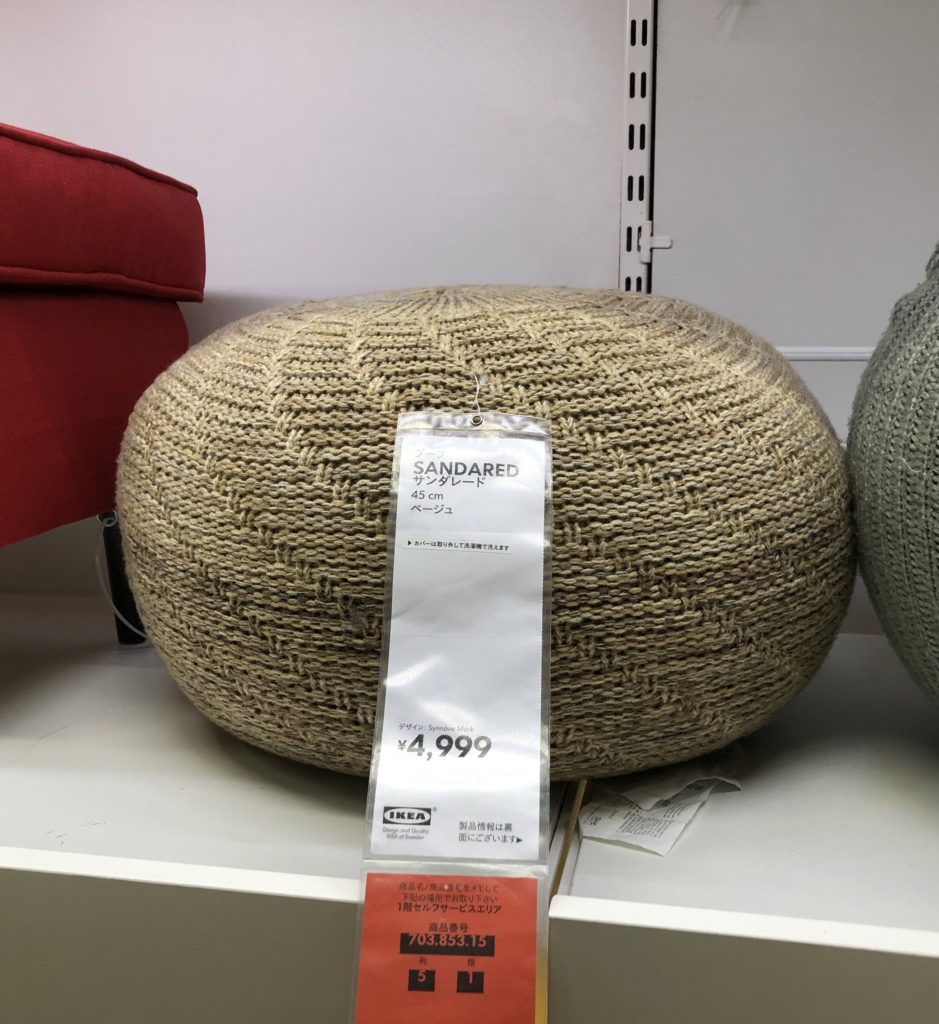 プーフ
SANDARED
サンダレード
45 cm
ベージュ
▶ カバーは取り外して洗濯機で洗えます
デザイン: Synnöve Mork
¥4,999
IKEA®
Design and Quality
IKEA of Sweden
製品情報は裏
面にございます▶
商品名/商品番号をメモして
下記の場所でお取り下さい
1階セルフサービスエリア
商品番号
703.853.15
列 棚
5 1